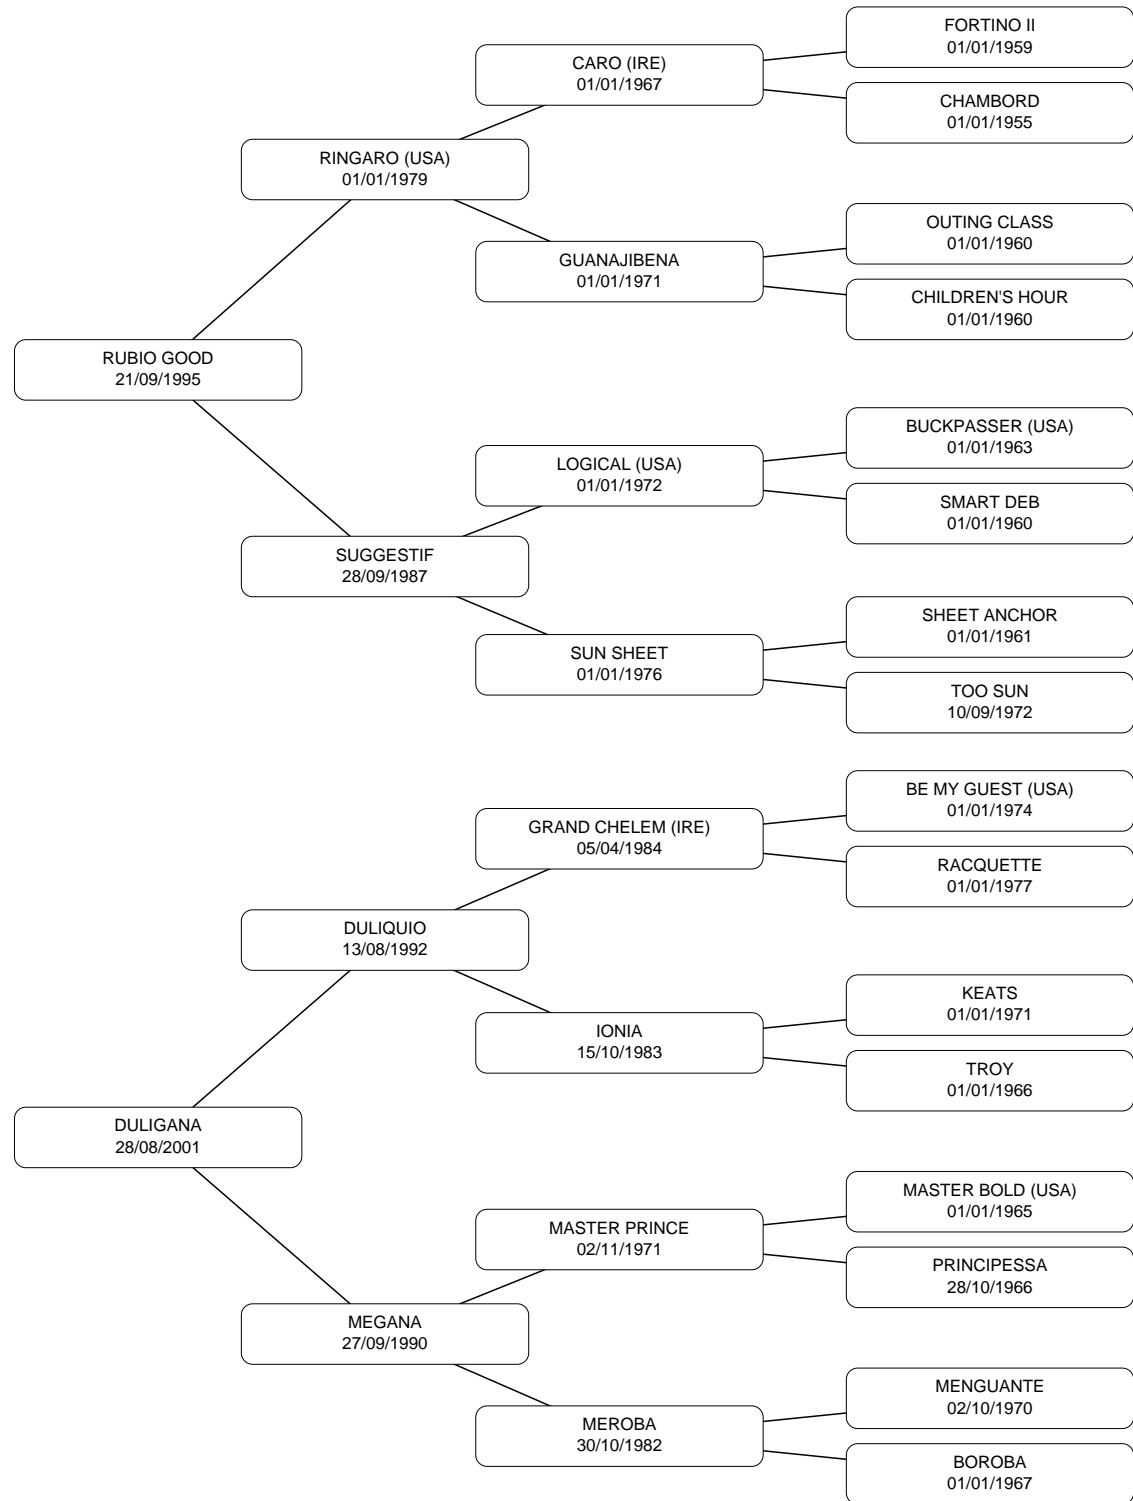 FORTINO II
01/01/1959
CARO (IRE)
01/01/1967
CHAMBORD
01/01/1955
RINGARO (USA)
01/01/1979
OUTING CLASS
01/01/1960
GUANAJIBENA
01/01/1971
CHILDREN'S HOUR
01/01/1960
RUBIO GOOD
21/09/1995
BUCKPASSER (USA)
01/01/1963
LOGICAL (USA)
01/01/1972
SMART DEB
01/01/1960
SUGGESTIF
28/09/1987
SHEET ANCHOR
01/01/1961
SUN SHEET
01/01/1976
TOO SUN
10/09/1972
BE MY GUEST (USA)
01/01/1974
GRAND CHELEM (IRE)
05/04/1984
RACQUETTE
01/01/1977
DULIQUIO
13/08/1992
KEATS
01/01/1971
IONIA
15/10/1983
TROY
01/01/1966
DULIGANA
28/08/2001
MASTER BOLD (USA)
01/01/1965
MASTER PRINCE
02/11/1971
PRINCIPESSA
28/10/1966
MEGANA
27/09/1990
MENGUANTE
02/10/1970
MEROBA
30/10/1982
BOROBA
01/01/1967